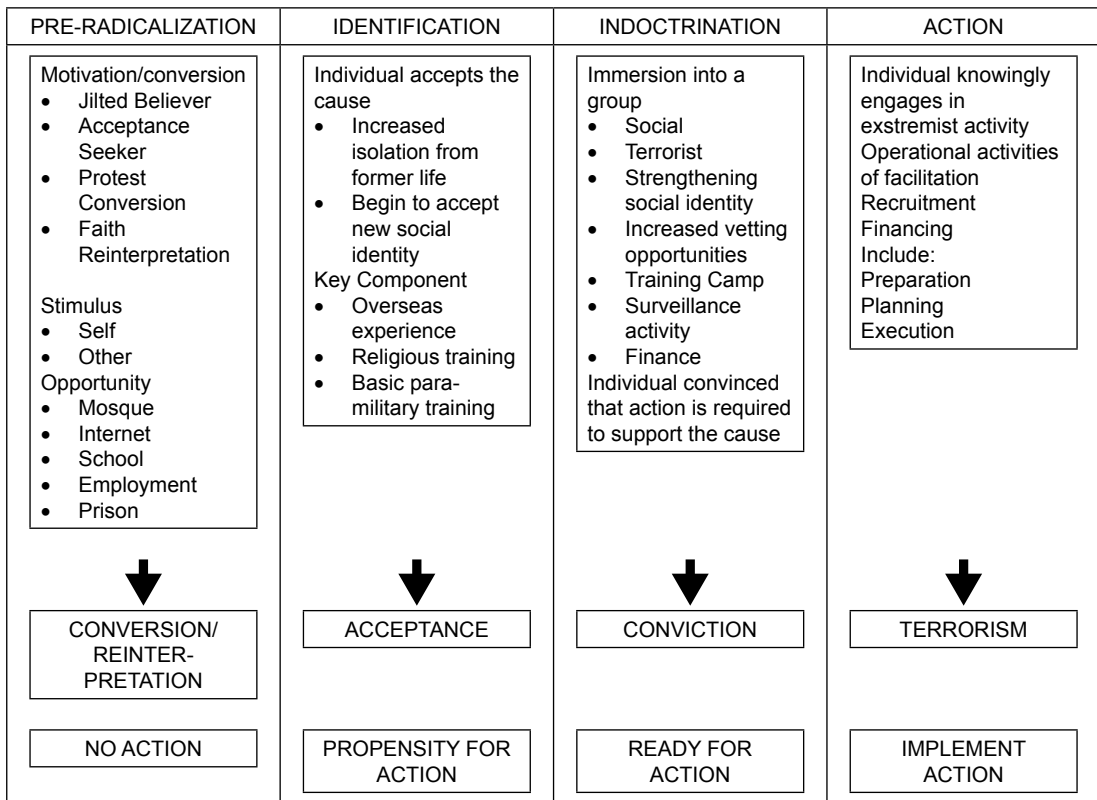 PRE-RADICALIZATION
IDENTIFICATION
INDOCTRINATION
ACTION
Motivation/conversion
• Jilted Believer
• Acceptance
Seeker
• Protest
Conversion
• Faith
Reinterpretation
Stimulus
• Self
• Other
Opportunity
• Mosque
• Internet
• School
• Employment
• Prison
Individual accepts the
cause
• Increased
isolation from
former life
• Begin to accept
new social
identity
Key Component
• Overseas
experience
• Religious training
• Basic para-
military training
Immersion into a
group
• Social
• Terrorist
• Strengthening
social identity
• Increased vetting
opportunities
• Training Camp
• Surveillance
activity
• Finance
Individual convinced
that action is required
to support the cause
Individual knowingly
engages in
exstremist activity
Operational activities
of facilitation
Recruitment
Financing
Include:
Preparation
Planning
Execution
CONVERSION/
REINTER-
PRETATION
ACCEPTANCE
CONVICTION
TERRORISM
NO ACTION
PROPENSITY FOR
ACTION
READY FOR
ACTION
IMPLEMENT
ACTION